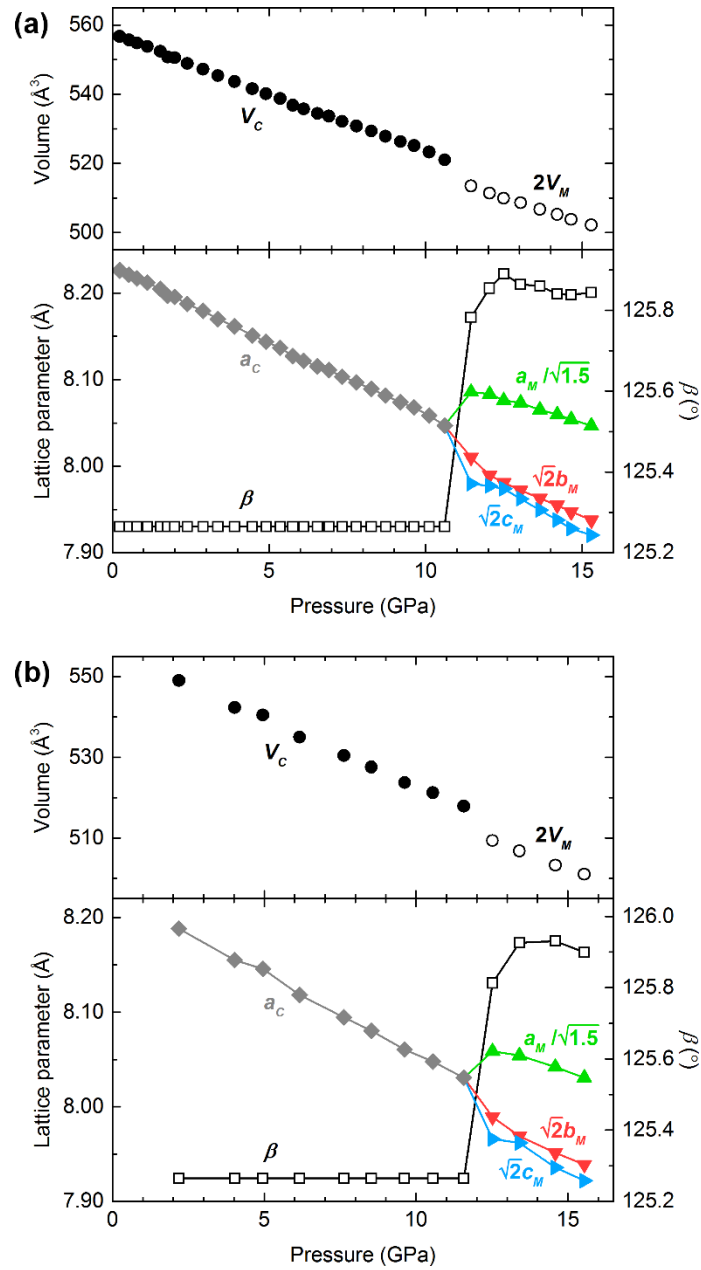 (a)
560
540
520
500
Volume (Å³)
V_C
2V_M
8.20
8.10
8.00
7.90
Lattice parameter (Å)
a_C
β
a_M/√1.5
√2b_M
√2c_M
125.8
125.6
125.4
125.2
β (°)
0 5 10 15
Pressure (GPa)
(b)
550
530
510
Volume (Å³)
V_C
2V_M
8.20
8.10
8.00
7.90
Lattice parameter (Å)
a_C
β
a_M/√1.5
√2b_M
√2c_M
126.0
125.8
125.6
125.4
125.2
β (°)
0 5 10 15
Pressure (GPa)